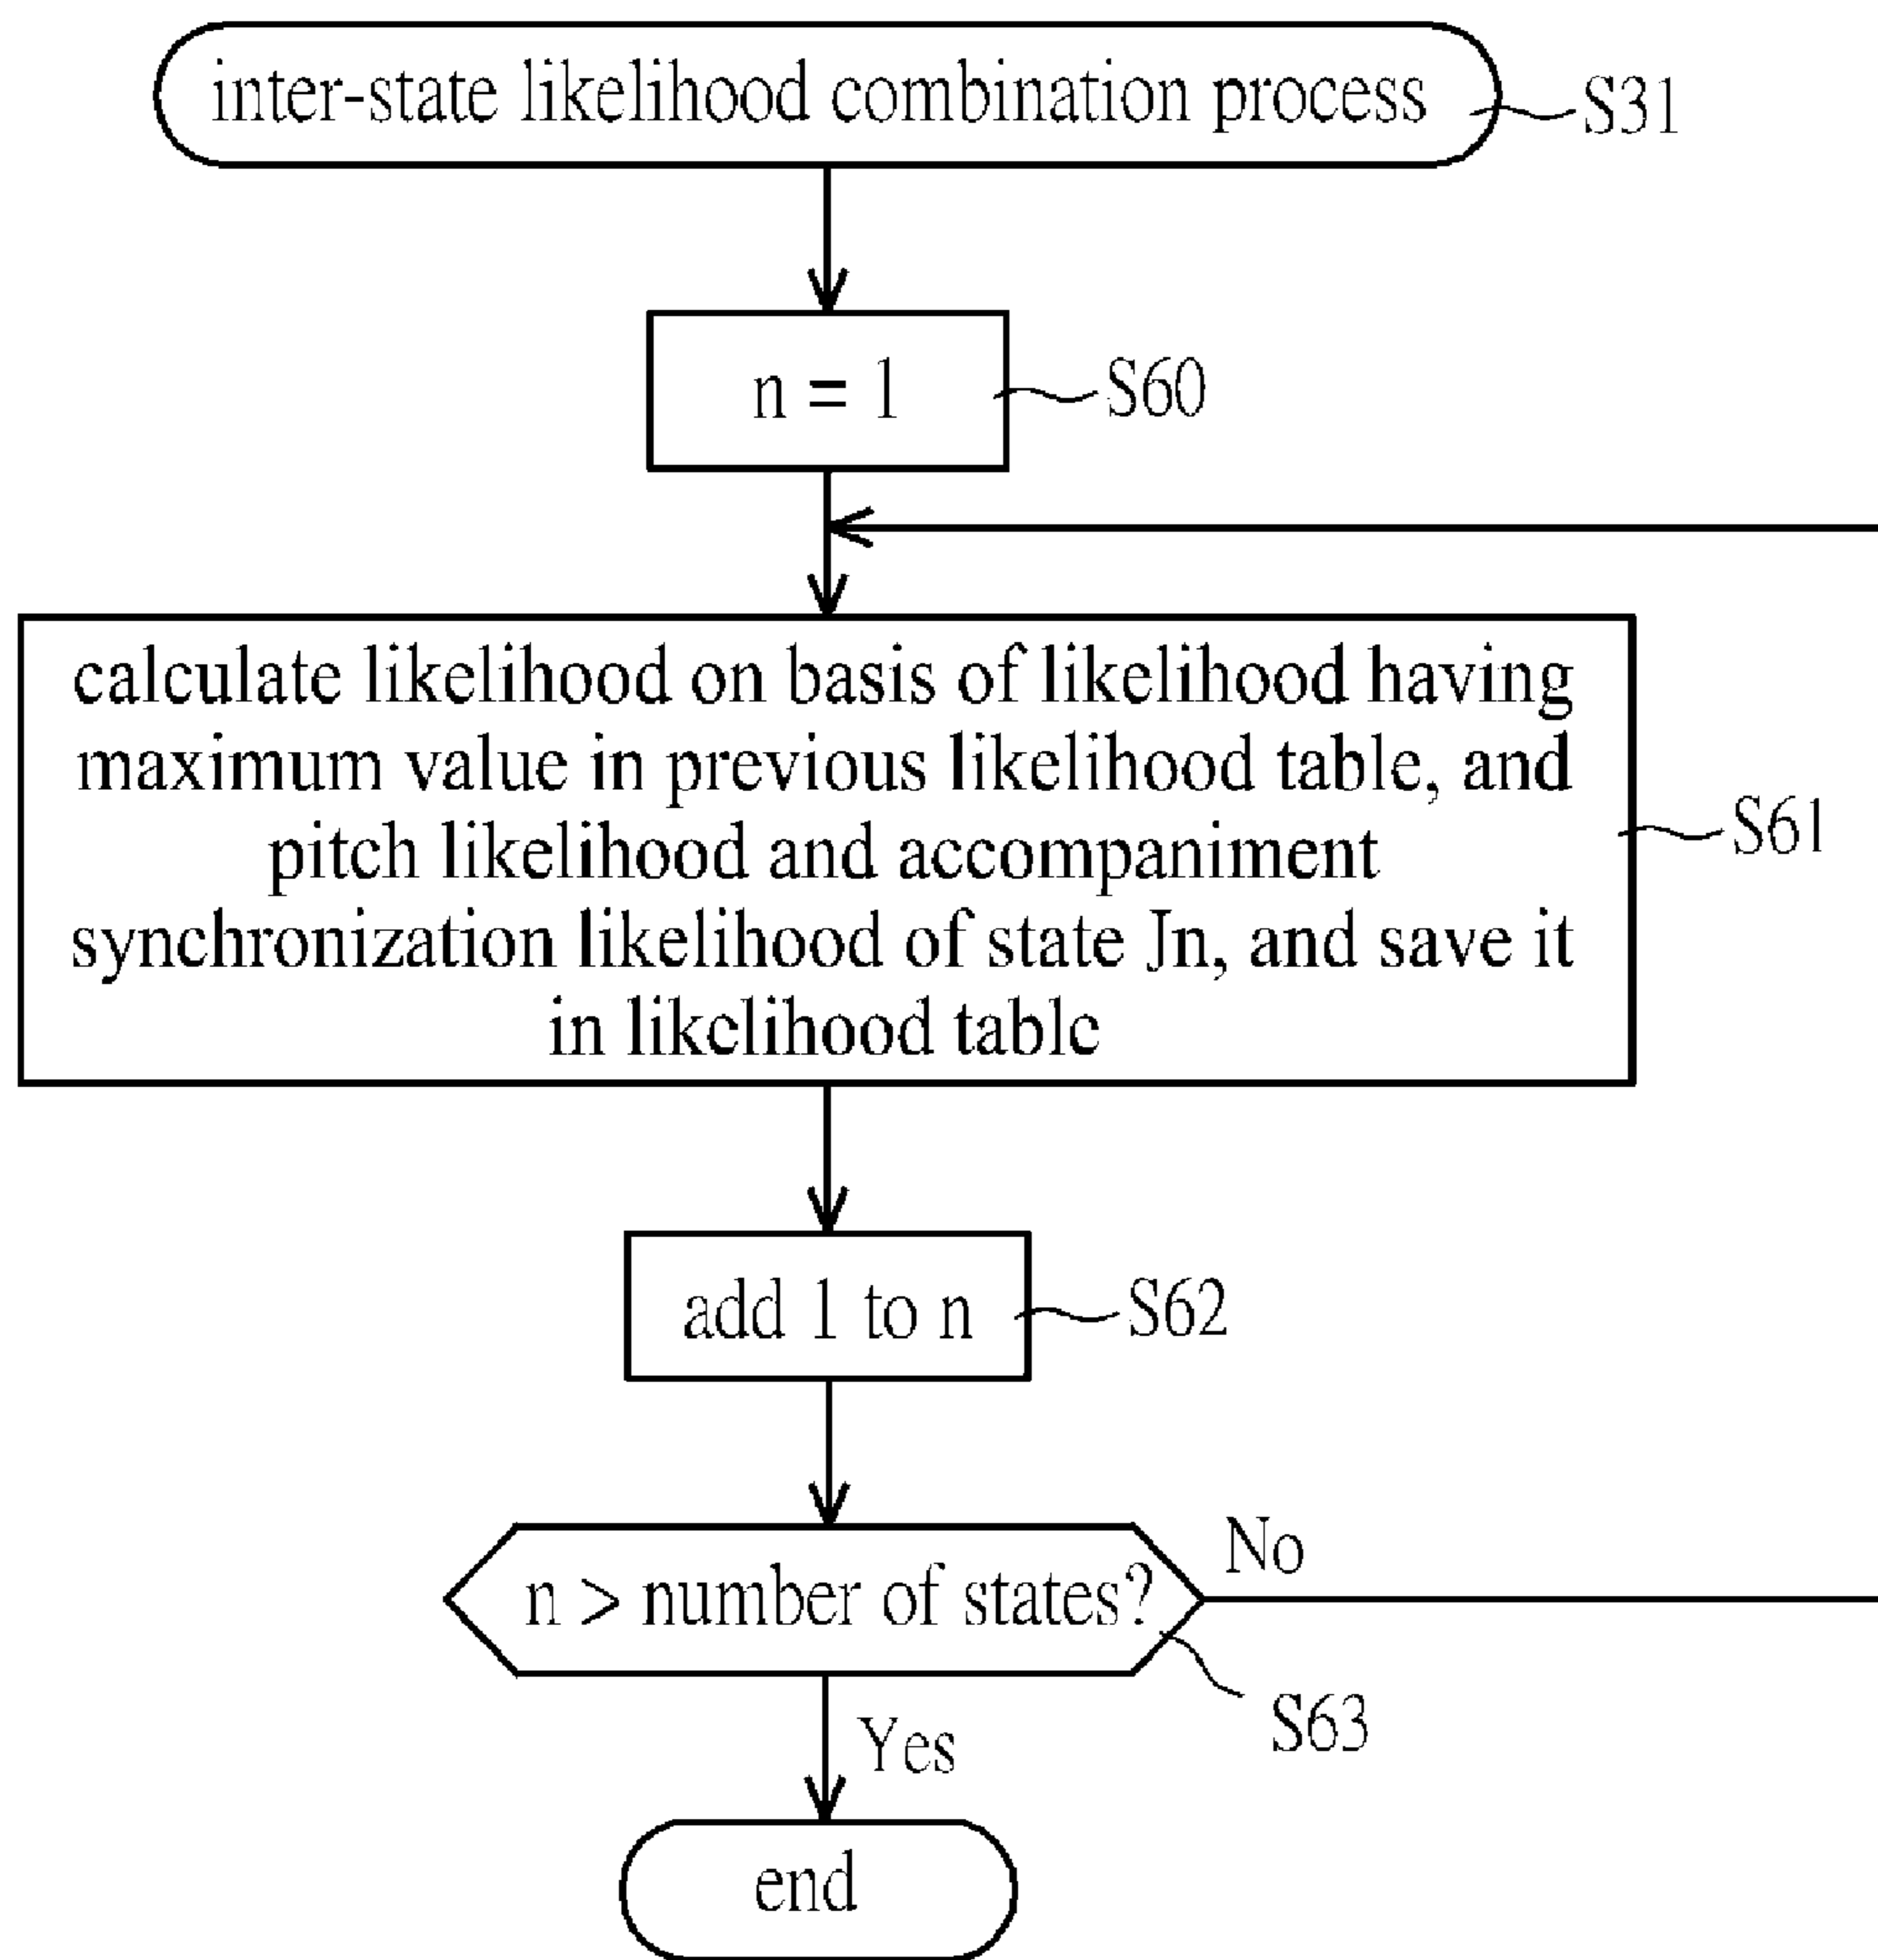 inter-state likelihood combination process
S31
n = 1
S60
calculate likelihood on basis of likelihood having
maximum value in previous likelihood table, and
pitch likelihood and accompaniment
synchronization likelihood of state Jn, and save it
in likelihood table
S61
add 1 to n
S62
n > number of states?
No
S63
Yes
end